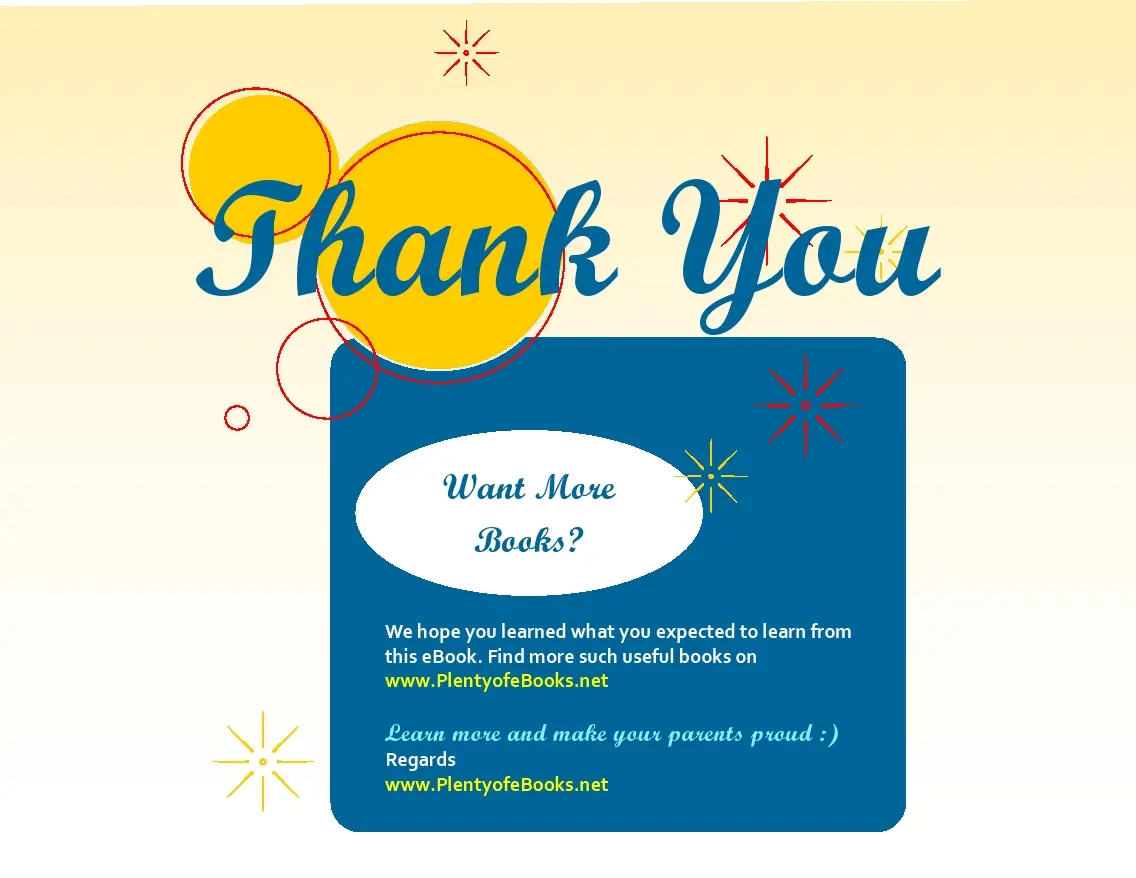 Thank You
Want More
Books?
We hope you learned what you expected to learn from
this eBook. Find more such useful books on
www.PlentyofeBooks.net
Learn more and make your parents proud :)
Regards
www.PlentyofeBooks.net